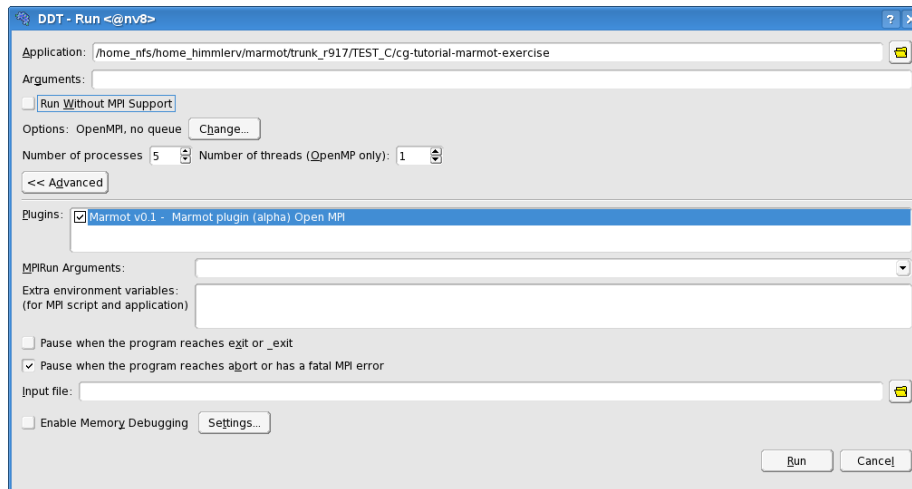 DDT - Run <@nv8>
Application: /home_nfs/home_himmlerv/marmot/trunk_r917/TEST_C/cg-tutorial-marmot-exercise
Arguments:
Run Without MPI Support
Options: OpenMPI, no queue Change...
Number of processes 5 Number of threads (OpenMP only): 1
<< Advanced
Plugins: Marmot v0.1 - Marmot plugin (alpha) Open MPI
MPIRun Arguments:
Extra environment variables:
(for MPI script and application)
Pause when the program reaches exit or _exit
Pause when the program reaches abort or has a fatal MPI error
Input file:
Enable Memory Debugging Settings...
Run Cancel